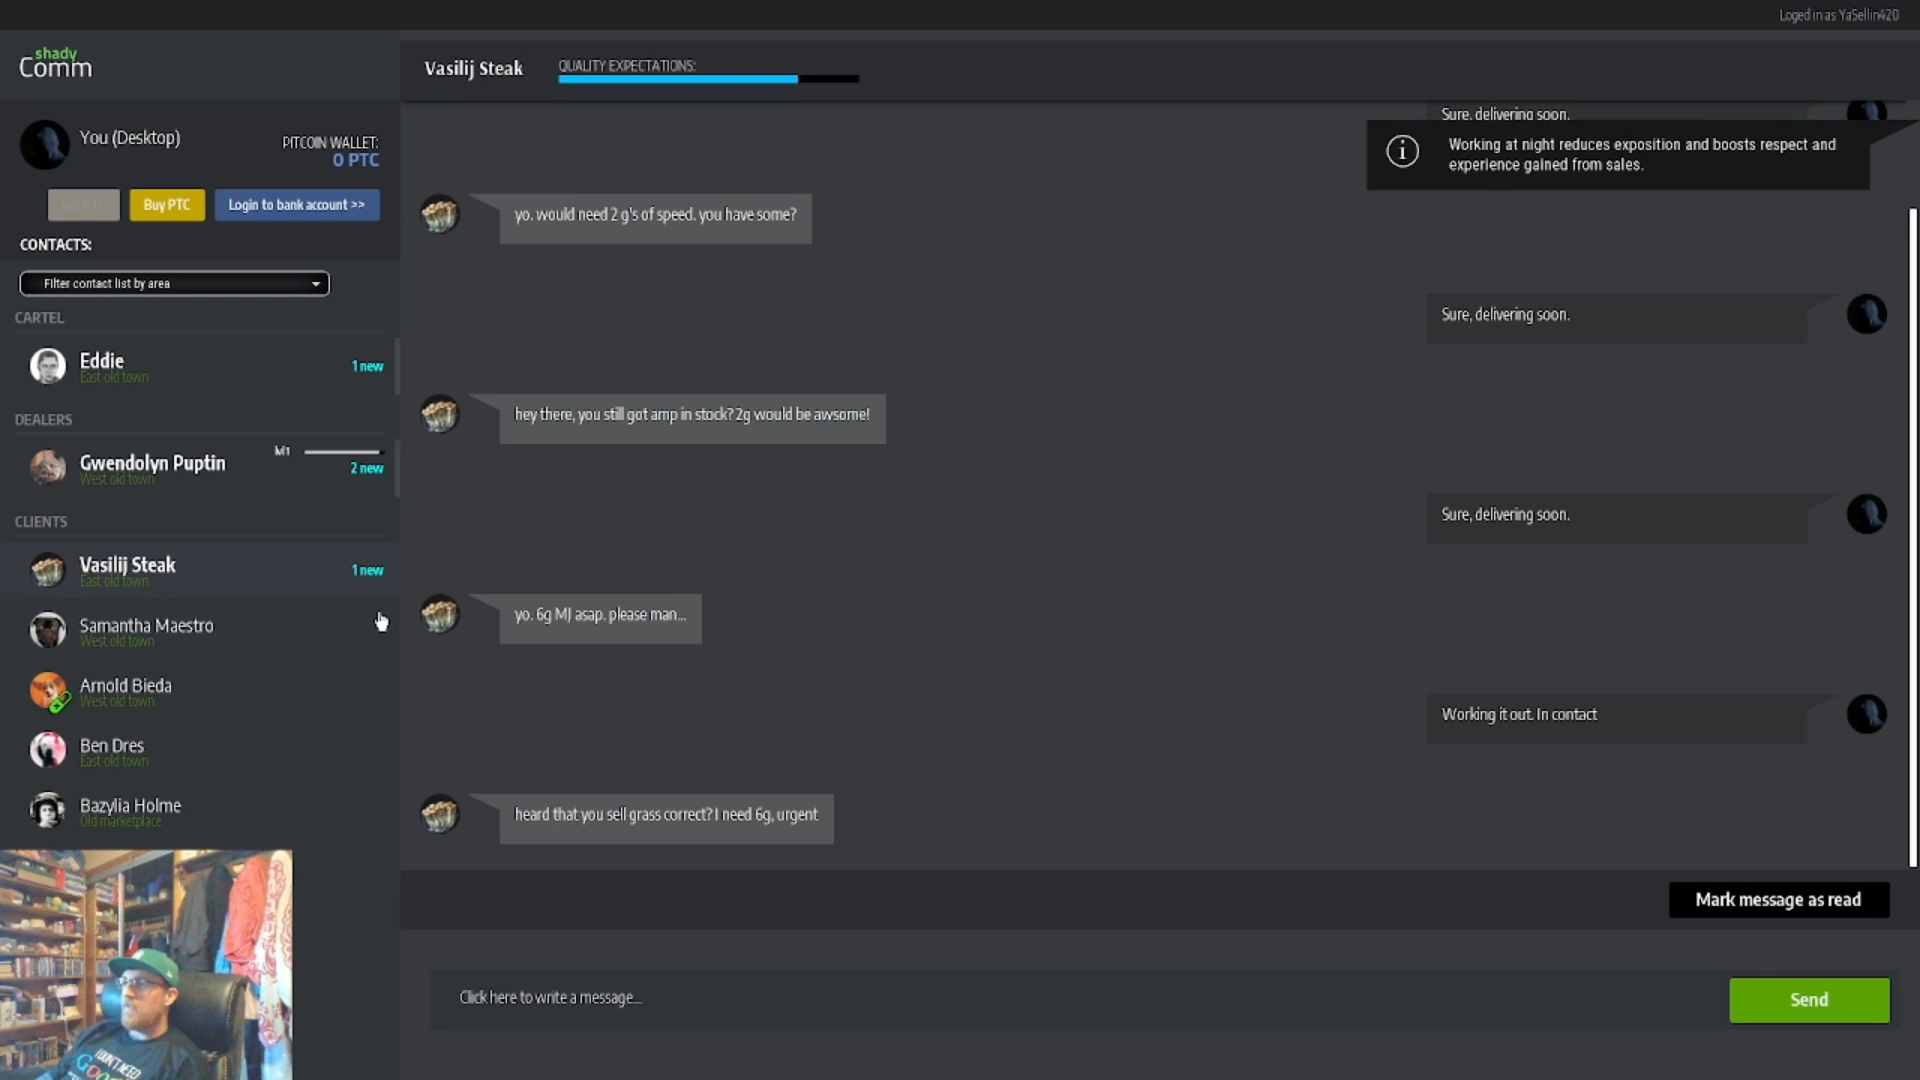 Loged in as YaSellin420
shady
Comm
Vasilij Steak
QUALITY EXPECTATIONS:
You (Desktop)
PITCOIN WALLET:
0 PTC
Buy PTC
Login to bank account >>
CONTACTS:
Filter contact list by area
CARTEL
Eddie
East old town
1 new
DEALERS
Gwendolyn Puptin
West old town
M1
2 new
CLIENTS
Vasilij Steak
East old town
1 new
Samantha Maestro
West old town
Arnold Bieda
West old town
Ben Dres
East old town
Bazylia Holme
Old marketplace
Sure, delivering soon.
Working at night reduces exposition and boosts respect and
experience gained from sales.
yo. would need 2 g's of speed. you have some?
Sure, delivering soon.
hey there, you still got amp in stock? 2g would be awsome!
Sure, delivering soon.
yo. 6g MJ asap. please man...
Working it out. In contact
heard that you sell grass correct? I need 6g, urgent
Mark message as read
Click here to write a message...
Send
I DON'T NEED